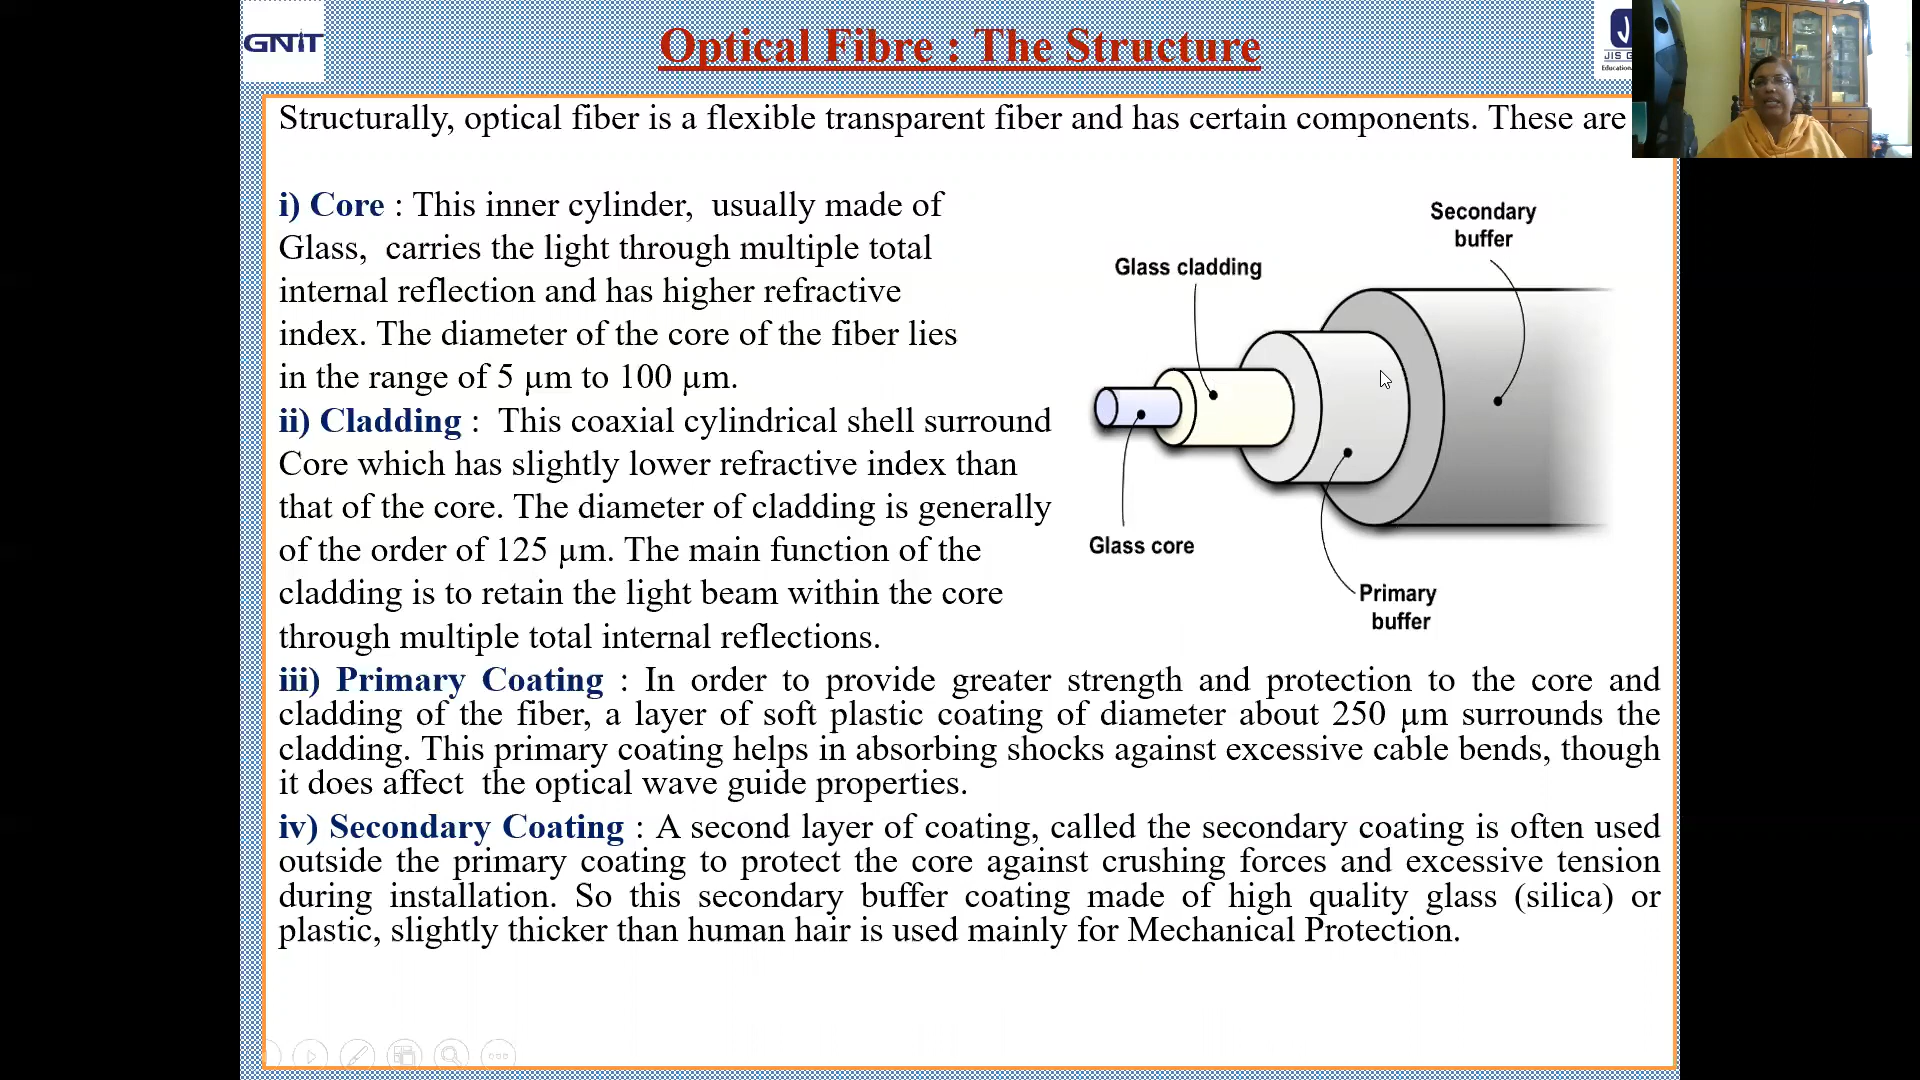 GNIT
Optical Fibre : The Structure
JIS G
Education
Structurally, optical fiber is a flexible transparent fiber and has certain components. These are
i) Core : This inner cylinder, usually made of
Glass, carries the light through multiple total
internal reflection and has higher refractive
index. The diameter of the core of the fiber lies
in the range of 5 µm to 100 µm.
ii) Cladding : This coaxial cylindrical shell surround
Core which has slightly lower refractive index than
that of the core. The diameter of cladding is generally
of the order of 125 µm. The main function of the
cladding is to retain the light beam within the core
through multiple total internal reflections.
Secondary
buffer
Glass cladding
Glass core
Primary
buffer
iii) Primary Coating : In order to provide greater strength and protection to the core and
cladding of the fiber, a layer of soft plastic coating of diameter about 250 µm surrounds the
cladding. This primary coating helps in absorbing shocks against excessive cable bends, though
it does affect the optical wave guide properties.
iv) Secondary Coating : A second layer of coating, called the secondary coating is often used
outside the primary coating to protect the core against crushing forces and excessive tension
during installation. So this secondary buffer coating made of high quality glass (silica) or
plastic, slightly thicker than human hair is used mainly for Mechanical Protection.